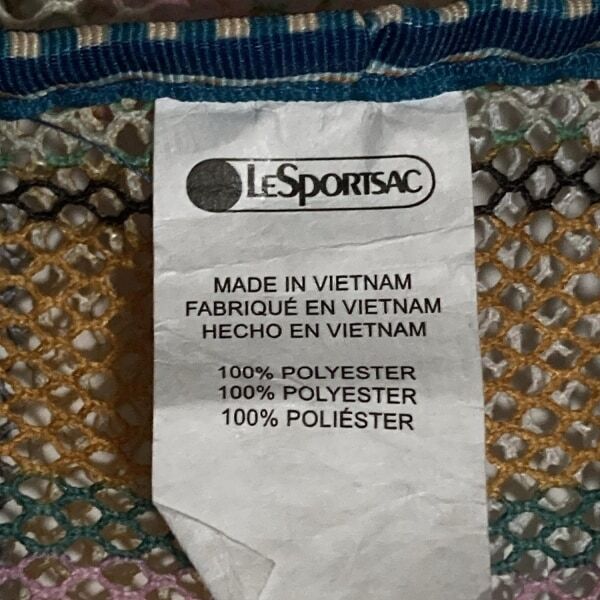 LESPORTSAC
MADE IN VIETNAM
FABRIQUÉ EN VIETNAM
HECHO EN VIETNAM
100% POLYESTER
100% POLYESTER
100% POLIÉSTER